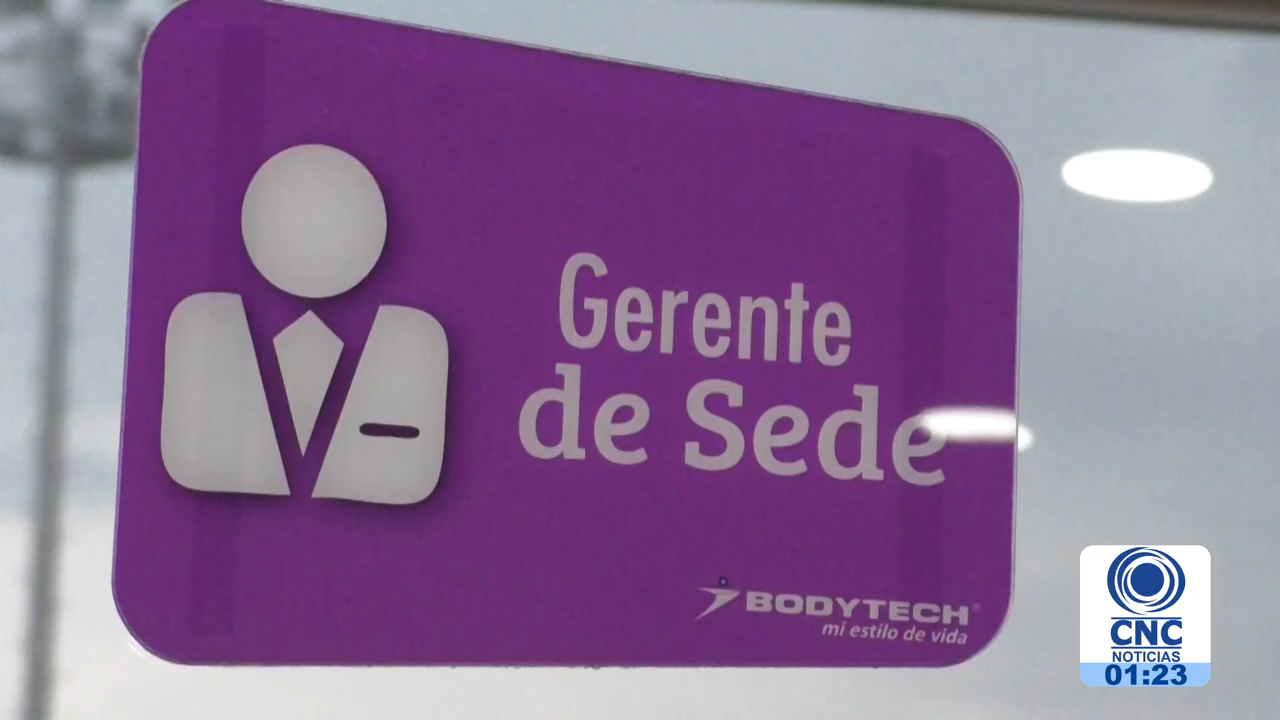 Gerente
de Sede
BODYTECH®
mi estilo de vida
CNC
NOTICIAS
01:23